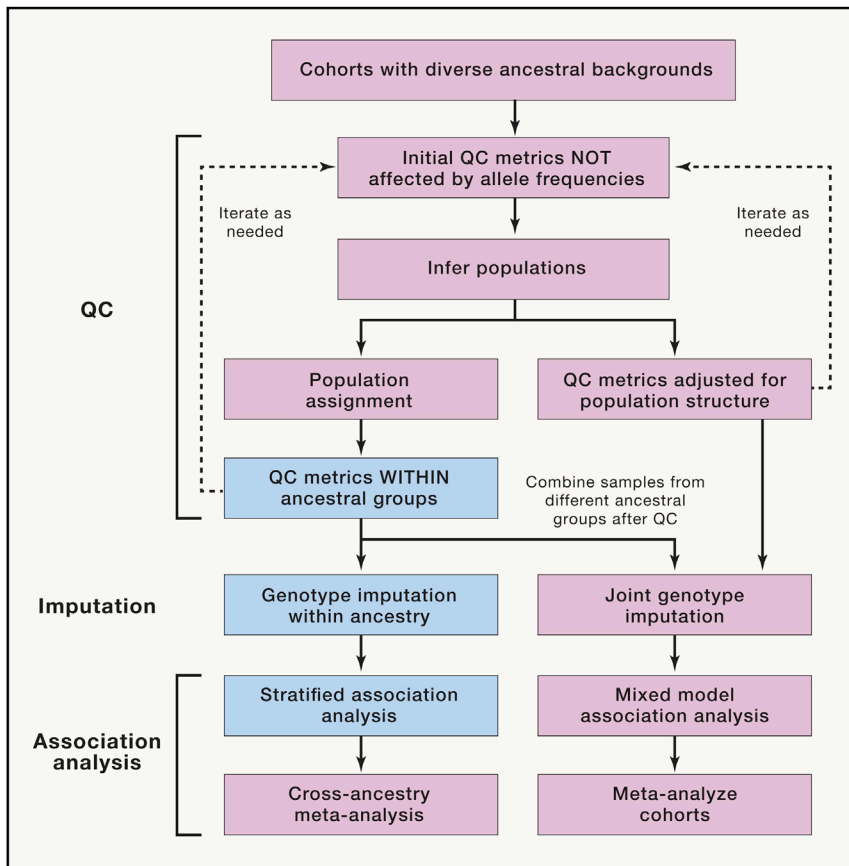 Cohorts with diverse ancestral backgrounds
Initial QC metrics NOT
affected by allele frequencies
Iterate as
needed
Iterate as
needed
Infer populations
QC
Population
assignment
QC metrics adjusted for
population structure
QC metrics WITHIN
ancestral groups
Combine samples from
different ancestral
groups after QC
Imputation
Genotype imputation
within ancestry
Joint genotype
imputation
Association
analysis
Stratified association
analysis
Mixed model
association analysis
Cross-ancestry
meta-analysis
Meta-analyze
cohorts